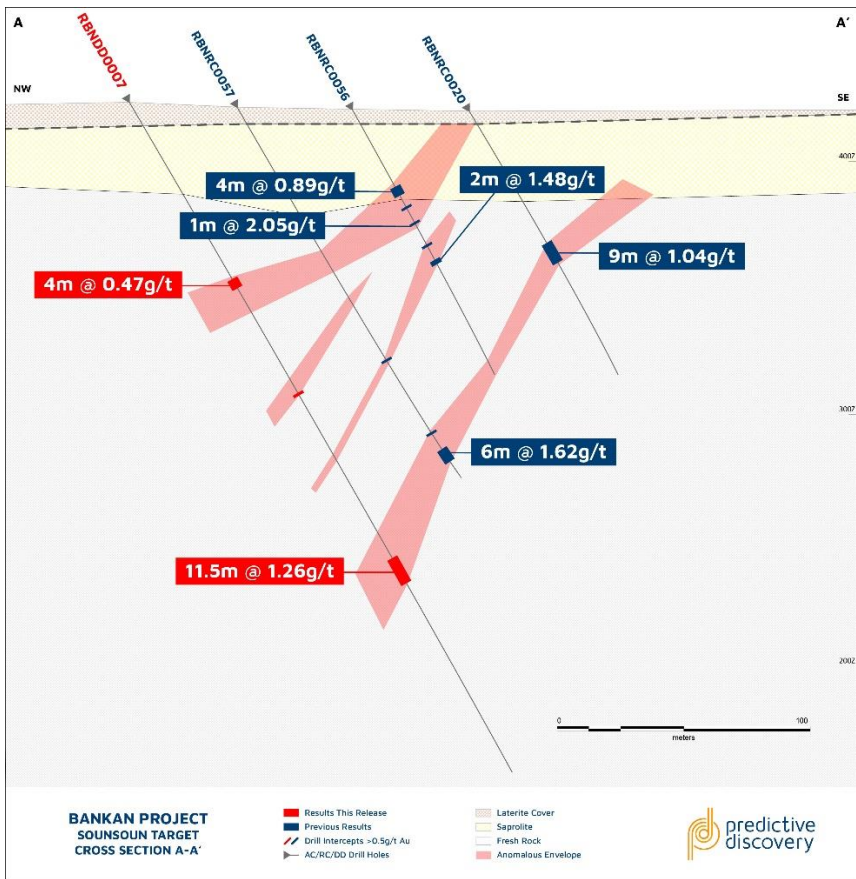 A
A´
NW
SE
RBNDD0007
RBNRC0057
RBNRC0056
RBNRC0020
400Z
4m @ 0.89g/t
2m @ 1.48g/t
1m @ 2.05g/t
9m @ 1.04g/t
4m @ 0.47g/t
300Z
6m @ 1.62g/t
11.5m @ 1.26g/t
200Z
0
100
meters
BANKAN PROJECT
SOUNSOUN TARGET
CROSS SECTION A-A’
Results This Release
Previous Results
Drill Intercepts >0.5g/t Au
AC/RC/DD Drill Holes
Laterite Cover
Saprolite
Fresh Rock
Anomalous Envelope
predictive
discovery